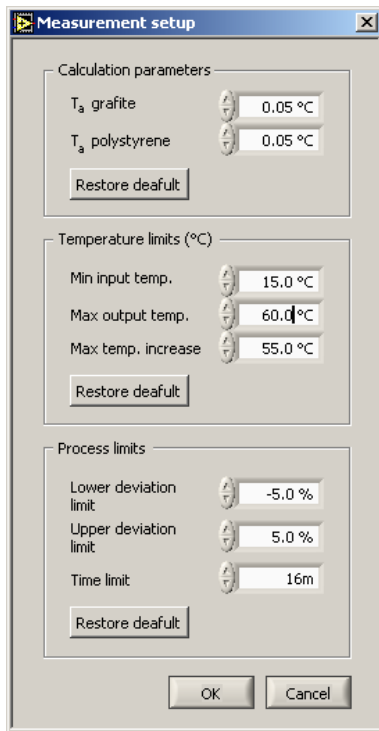 Measurement setup
Calculation parameters
Ta grafite 0.05 °C
Ta polystyrene 0.05 °C
Restore deafult
Temperature limits (°C)
Min input temp. 15.0 °C
Max output temp. 60.0 °C
Max temp. increase 55.0 °C
Restore deafult
Process limits
Lower deviation
limit -5.0 %
Upper deviation
limit 5.0 %
Time limit 16m
Restore deafult
OK Cancel